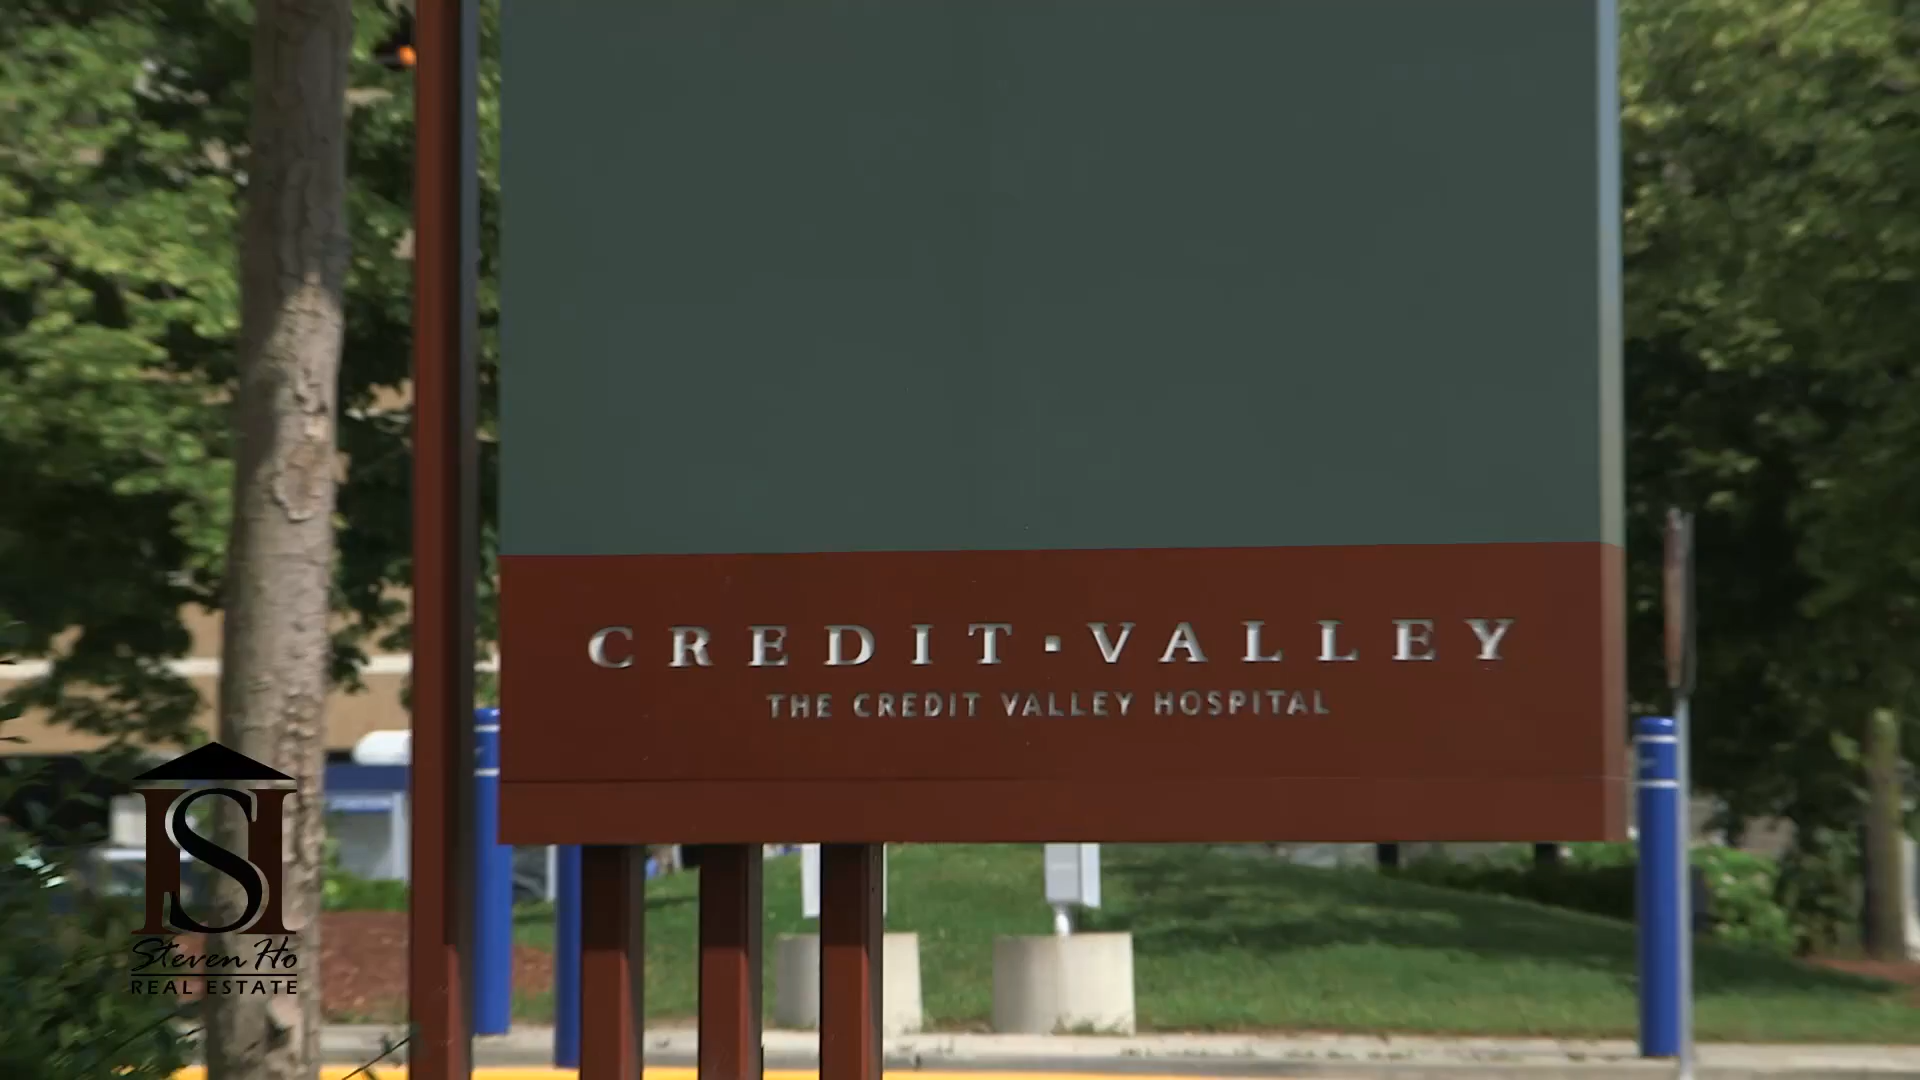 CREDIT·VALLEY
THE CREDIT VALLEY HOSPITAL
SH
Steven Ho
REAL ESTATE